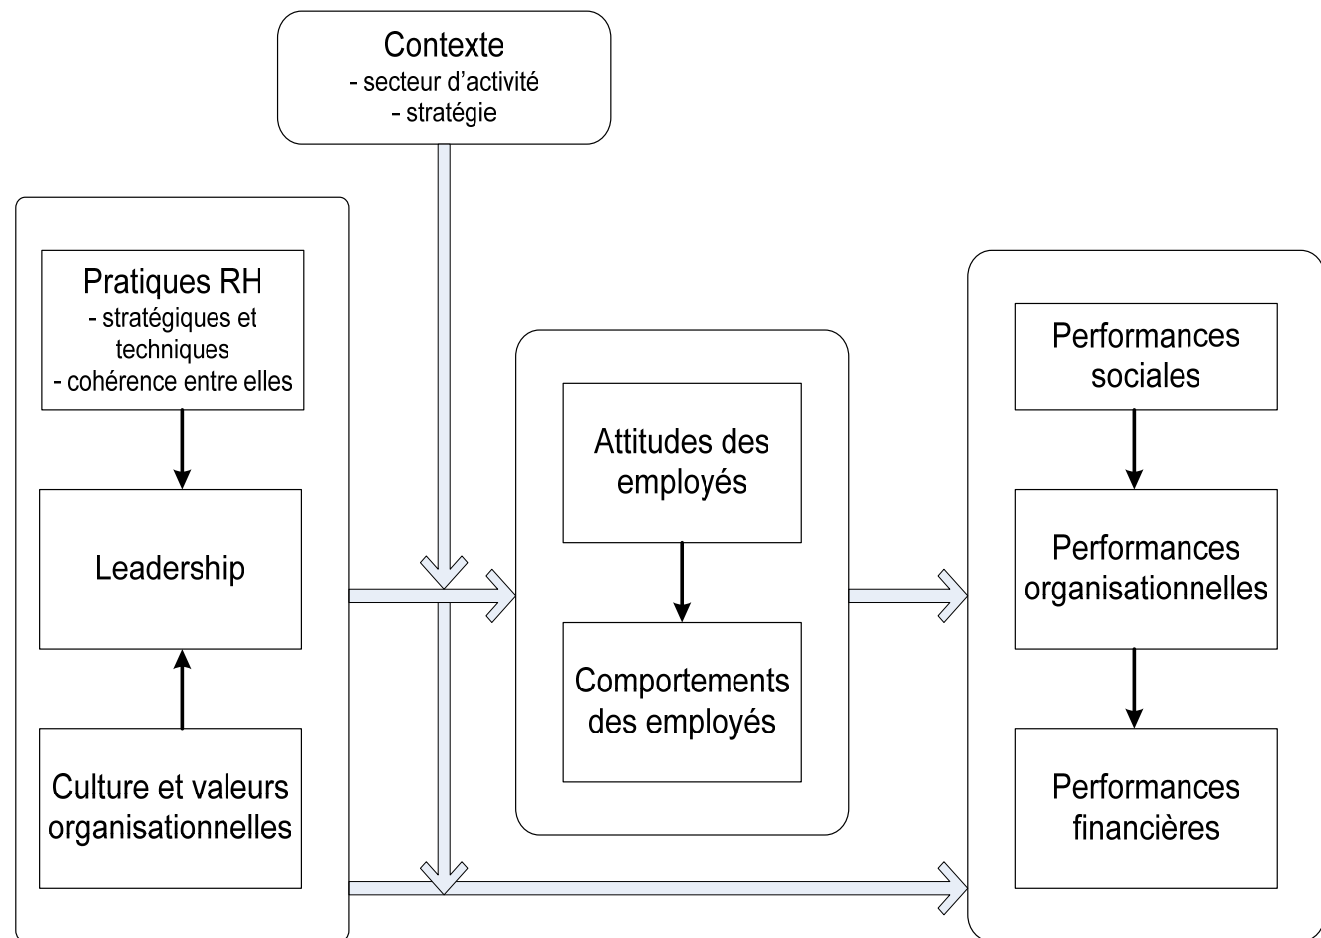 Contexte
- secteur d’activité
- stratégie
Pratiques RH
- stratégiques et
techniques
- cohérence entre elles
Leadership
Culture et valeurs
organisationnelles
Attitudes des
employés
Comportements
des employés
Performances
sociales
Performances
organisationnelles
Performances
financières